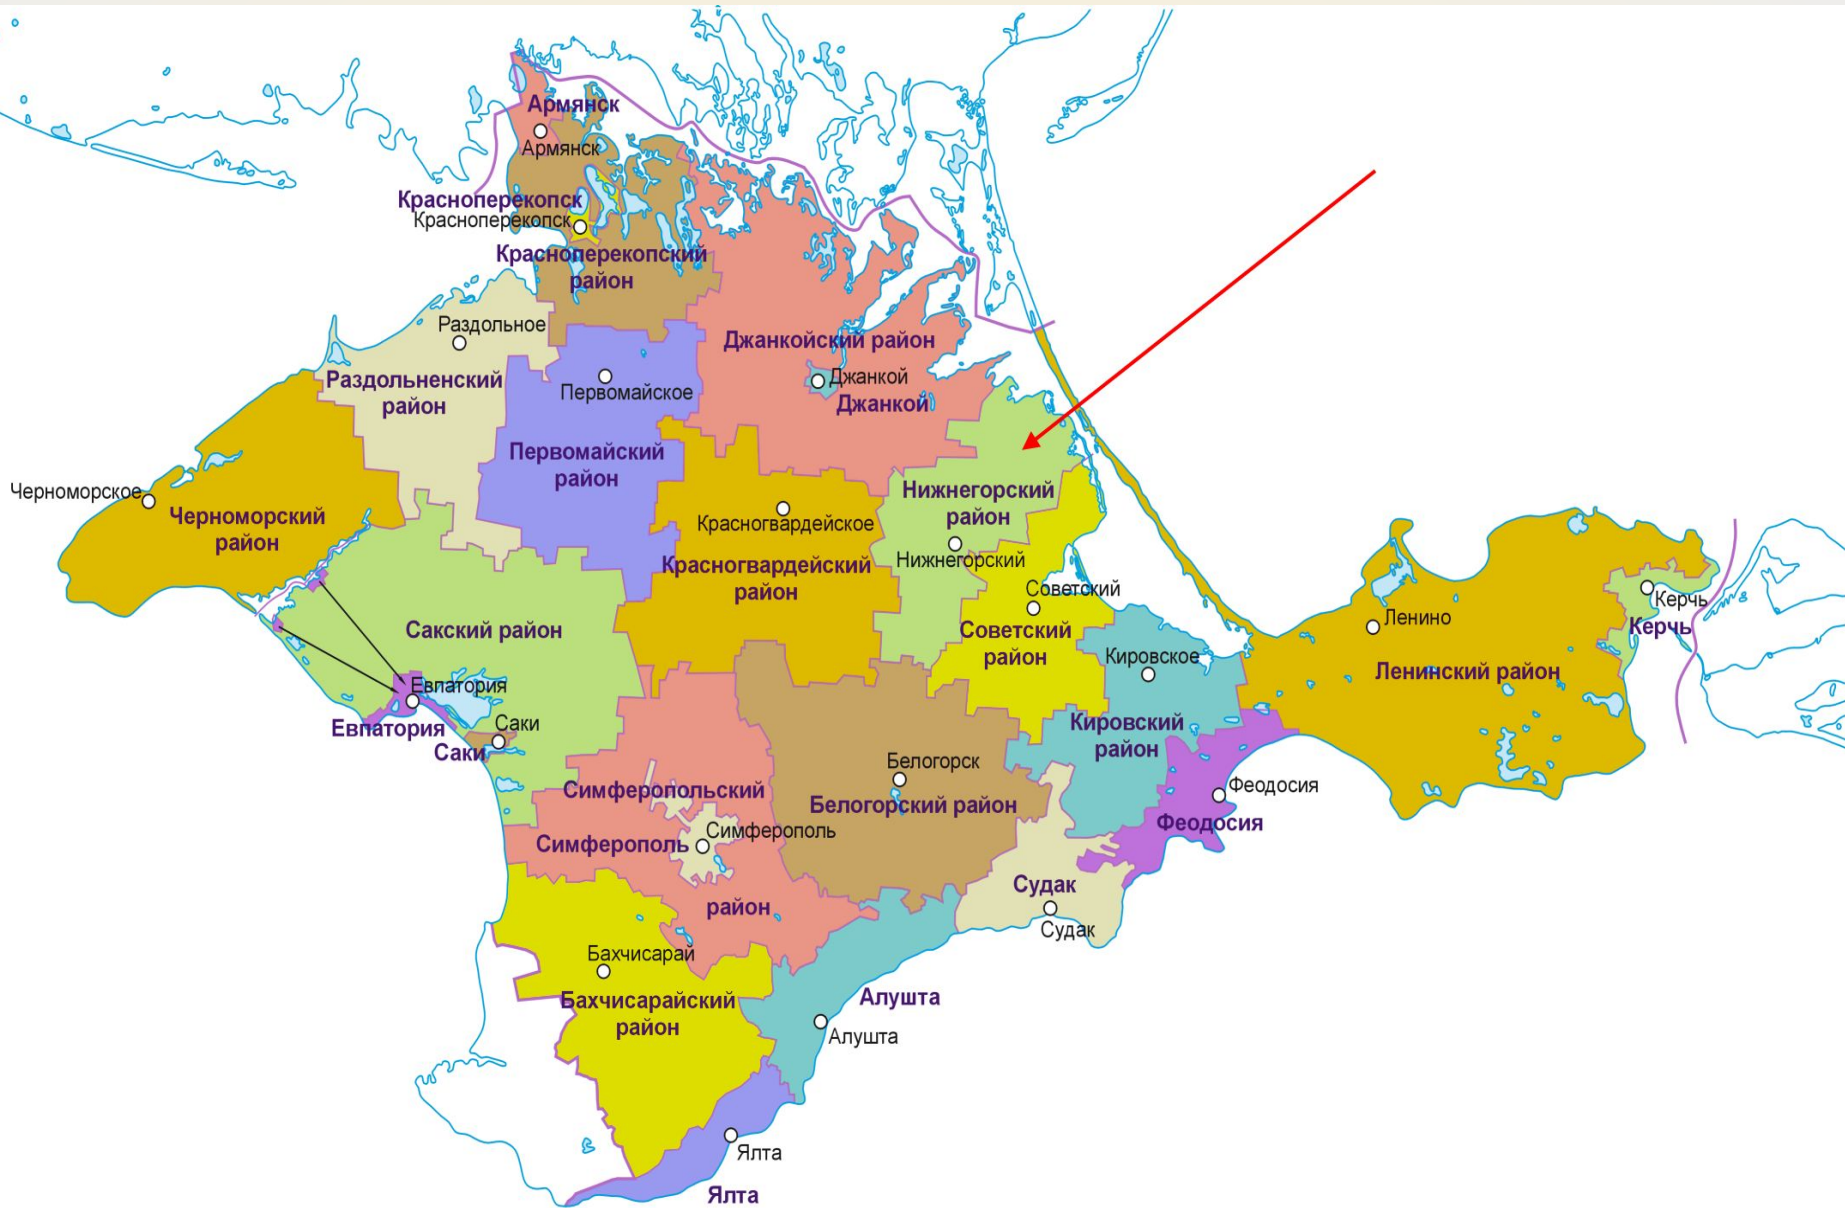 Армянск
Армянск
Красноперекопск
Красноперекопск
Красноперекопский
район
Раздольное
Джанкойский район
Джанкой
Джанкой
Раздольненский
район
Первомайское
Первомайский
район
Черноморское
Черноморский
район
Нижнегорский
район
Нижнегорский
Красногвардейское
Красногвардейский
район
Советский
Советский
район
Сакский район
Керчь
Керчь
Ленино
Ленинский район
Кировское
Кировский
район
Евпатория
Евпатория
Саки
Саки
Белогорск
Белогорский район
Симферопольский
Симферополь
Симферополь
район
Феодосия
Феодосия
Судак
Судак
Бахчисарай
Бахчисарайский
район
Алушта
Алушта
Ялта
Ялта